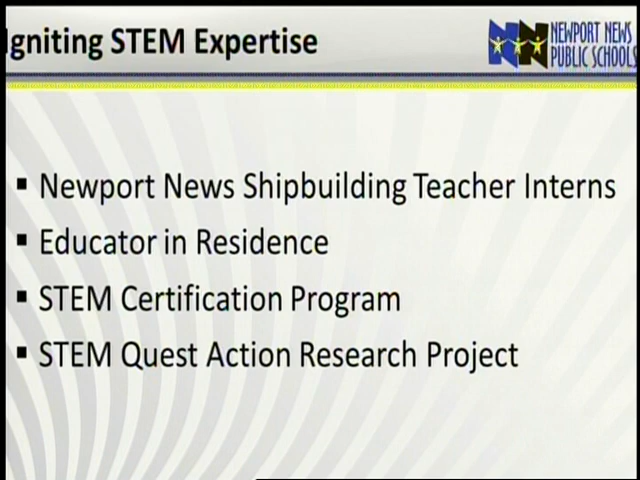 Igniting STEM Expertise
NEWPORT NEWS
PUBLIC SCHOOLS
▪ Newport News Shipbuilding Teacher Interns
▪ Educator in Residence
▪ STEM Certification Program
▪ STEM Quest Action Research Project